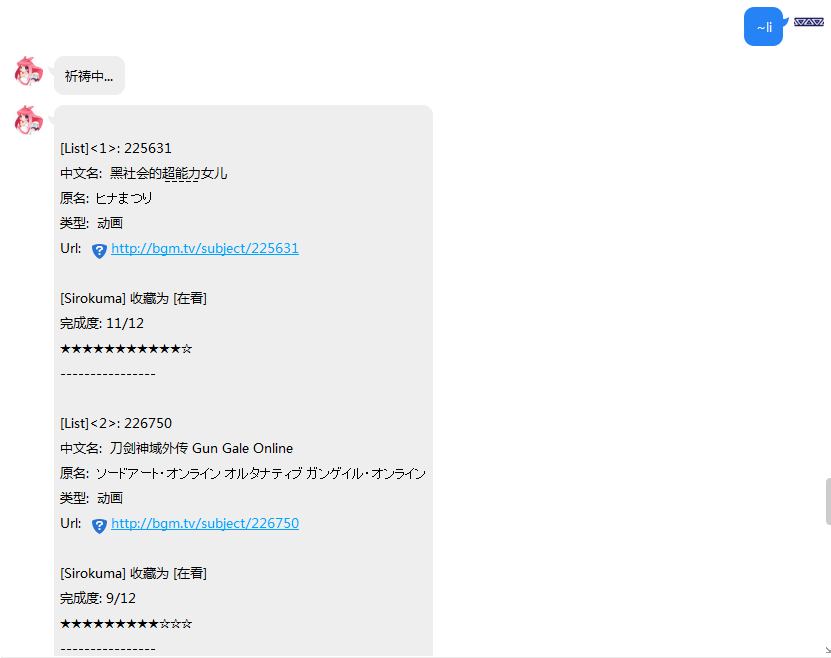 ~li
祈祷中...
[List]<1>: 225631
中文名: 黑社会的超能力女儿
原名: ヒナまつり
类型: 动画
Url: http://bgm.tv/subject/225631
[Sirokuma] 收藏为 [在看]
完成度: 11/12
★★★★★★★★★★★☆
----------------
[List]<2>: 226750
中文名: 刀剑神域外传 Gun Gale Online
原名: ソードアート・オンライン オルタナティブ ガンゲイル・オンライン
类型: 动画
Url: http://bgm.tv/subject/226750
[Sirokuma] 收藏为 [在看]
完成度: 9/12
★★★★★★★★★☆☆☆
----------------